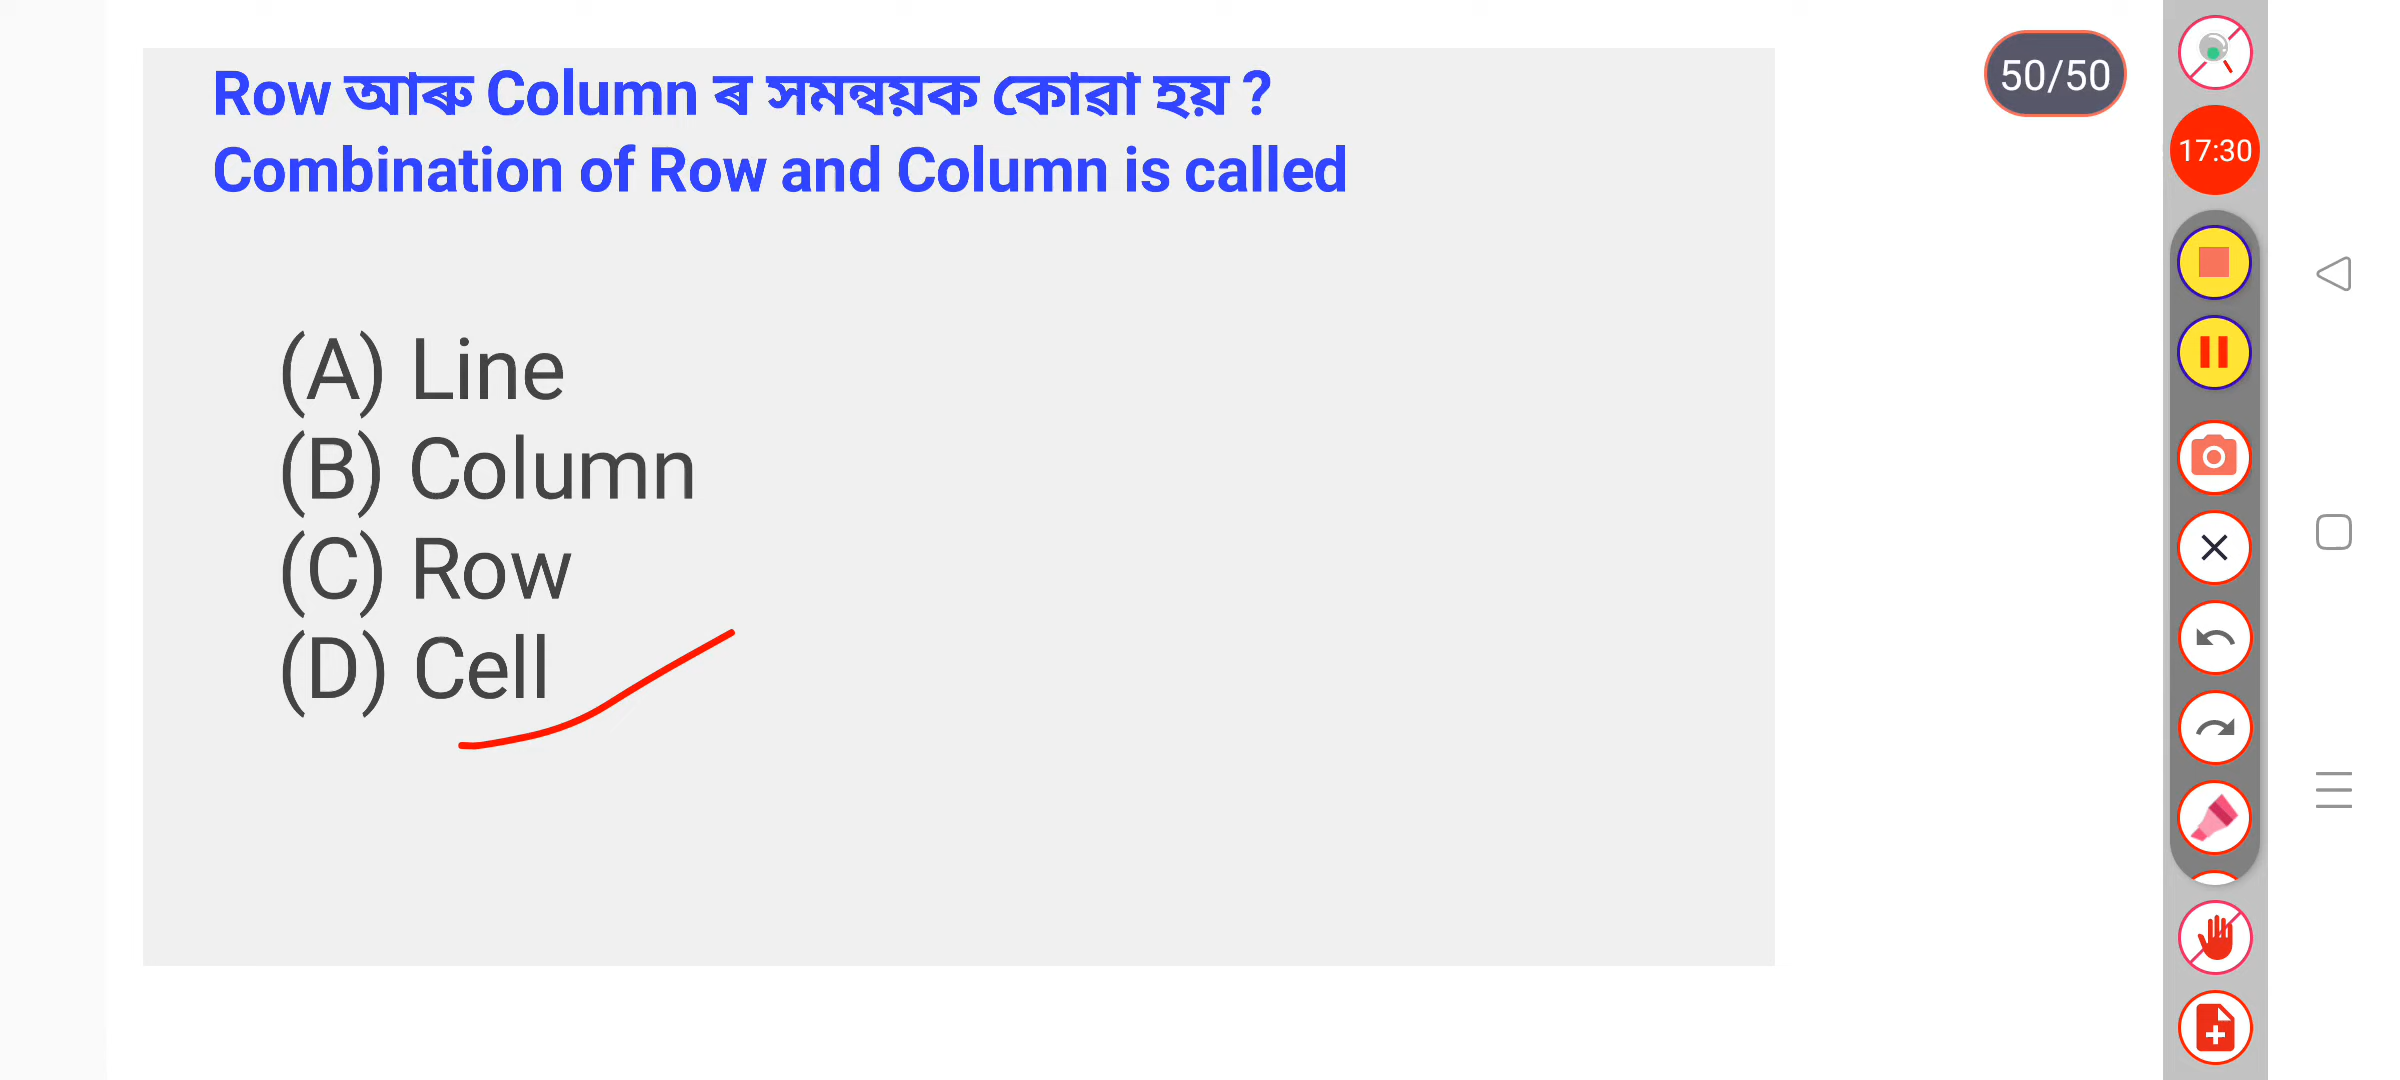 Row আৰু Column ৰ সমন্বয়ক কোৱা হয় ?
50/50
Combination of Row and Column is called
17:30
(A) Line
(B) Column
(C) Row
(D) Cell